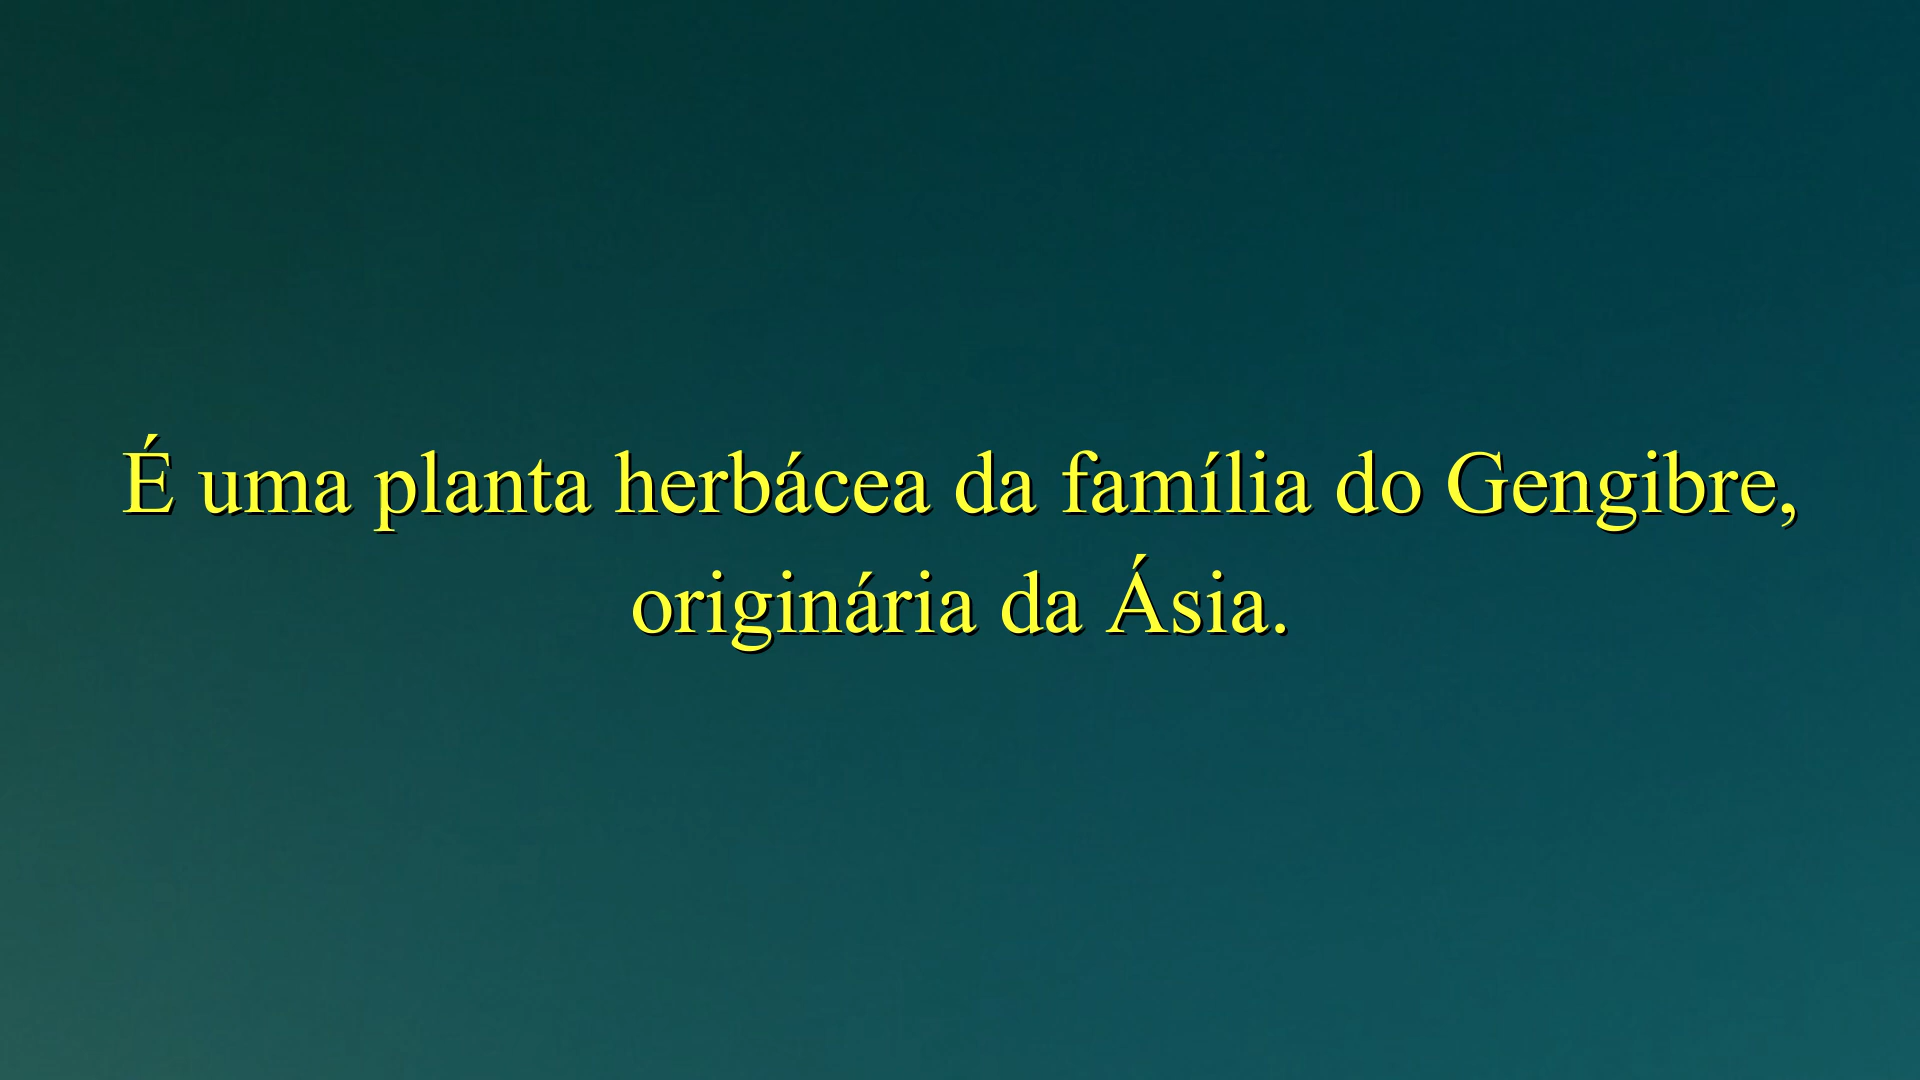 É uma planta herbácea da família do Gengibre,
originária da Ásia.